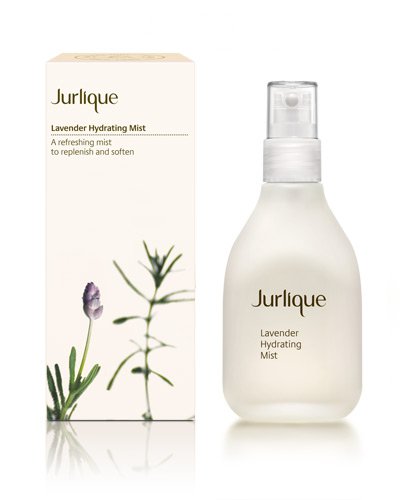 Jurlique
Lavender Hydrating Mist
A refreshing mist
to replenish and soften
Jurlique
Lavender
Hydrating
Mist